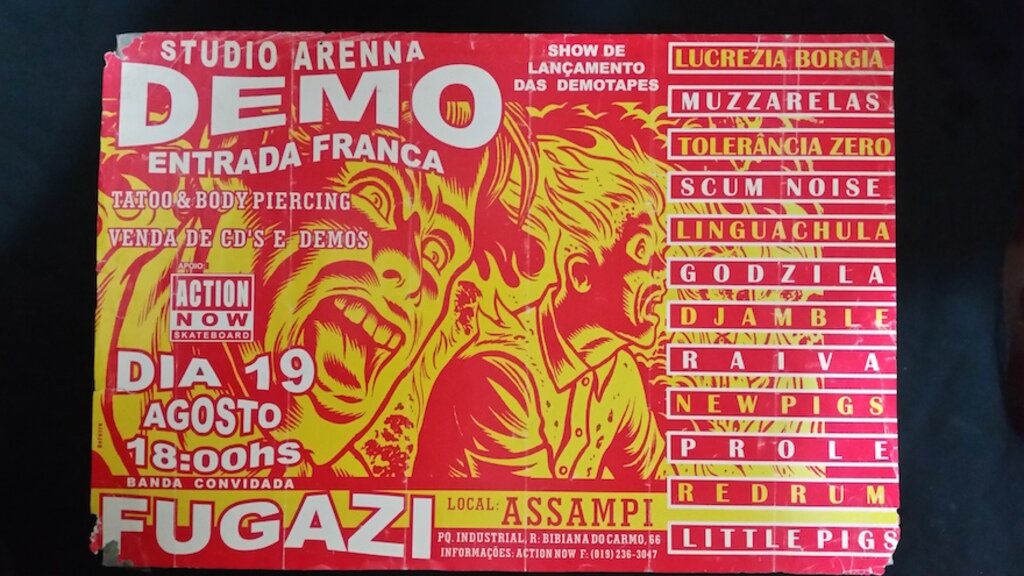 STUDIO ARENNA
DEMO
ENTRADA FRANCA
SHOW DE
LANÇAMENTO
DAS DEMOTAPES
TATOO & BODY PIERCING
VENDA DE CD'S E DEMOS
APOIO:
ACTION
NOW
SKATEBOARD
DIA 19
AGOSTO
18:00hs
BANDA CONVIDADA
FUGAZI
LOCAL: ASSAMPI
PQ. INDUSTRIAL, R: BIBIANA DO CARMO, 66
INFORMAÇÕES: ACTION NOW F: (019) 236-3047
LUCREZIA BORGIA
MUZZARELAS
TOLERÂNCIA ZERO
SCUM NOISE
LINGUACHULA
GODZILA
DJAMBLE
RAIVA
NEW PIGS
PROLE
REDRUM
LITTLE PIGS